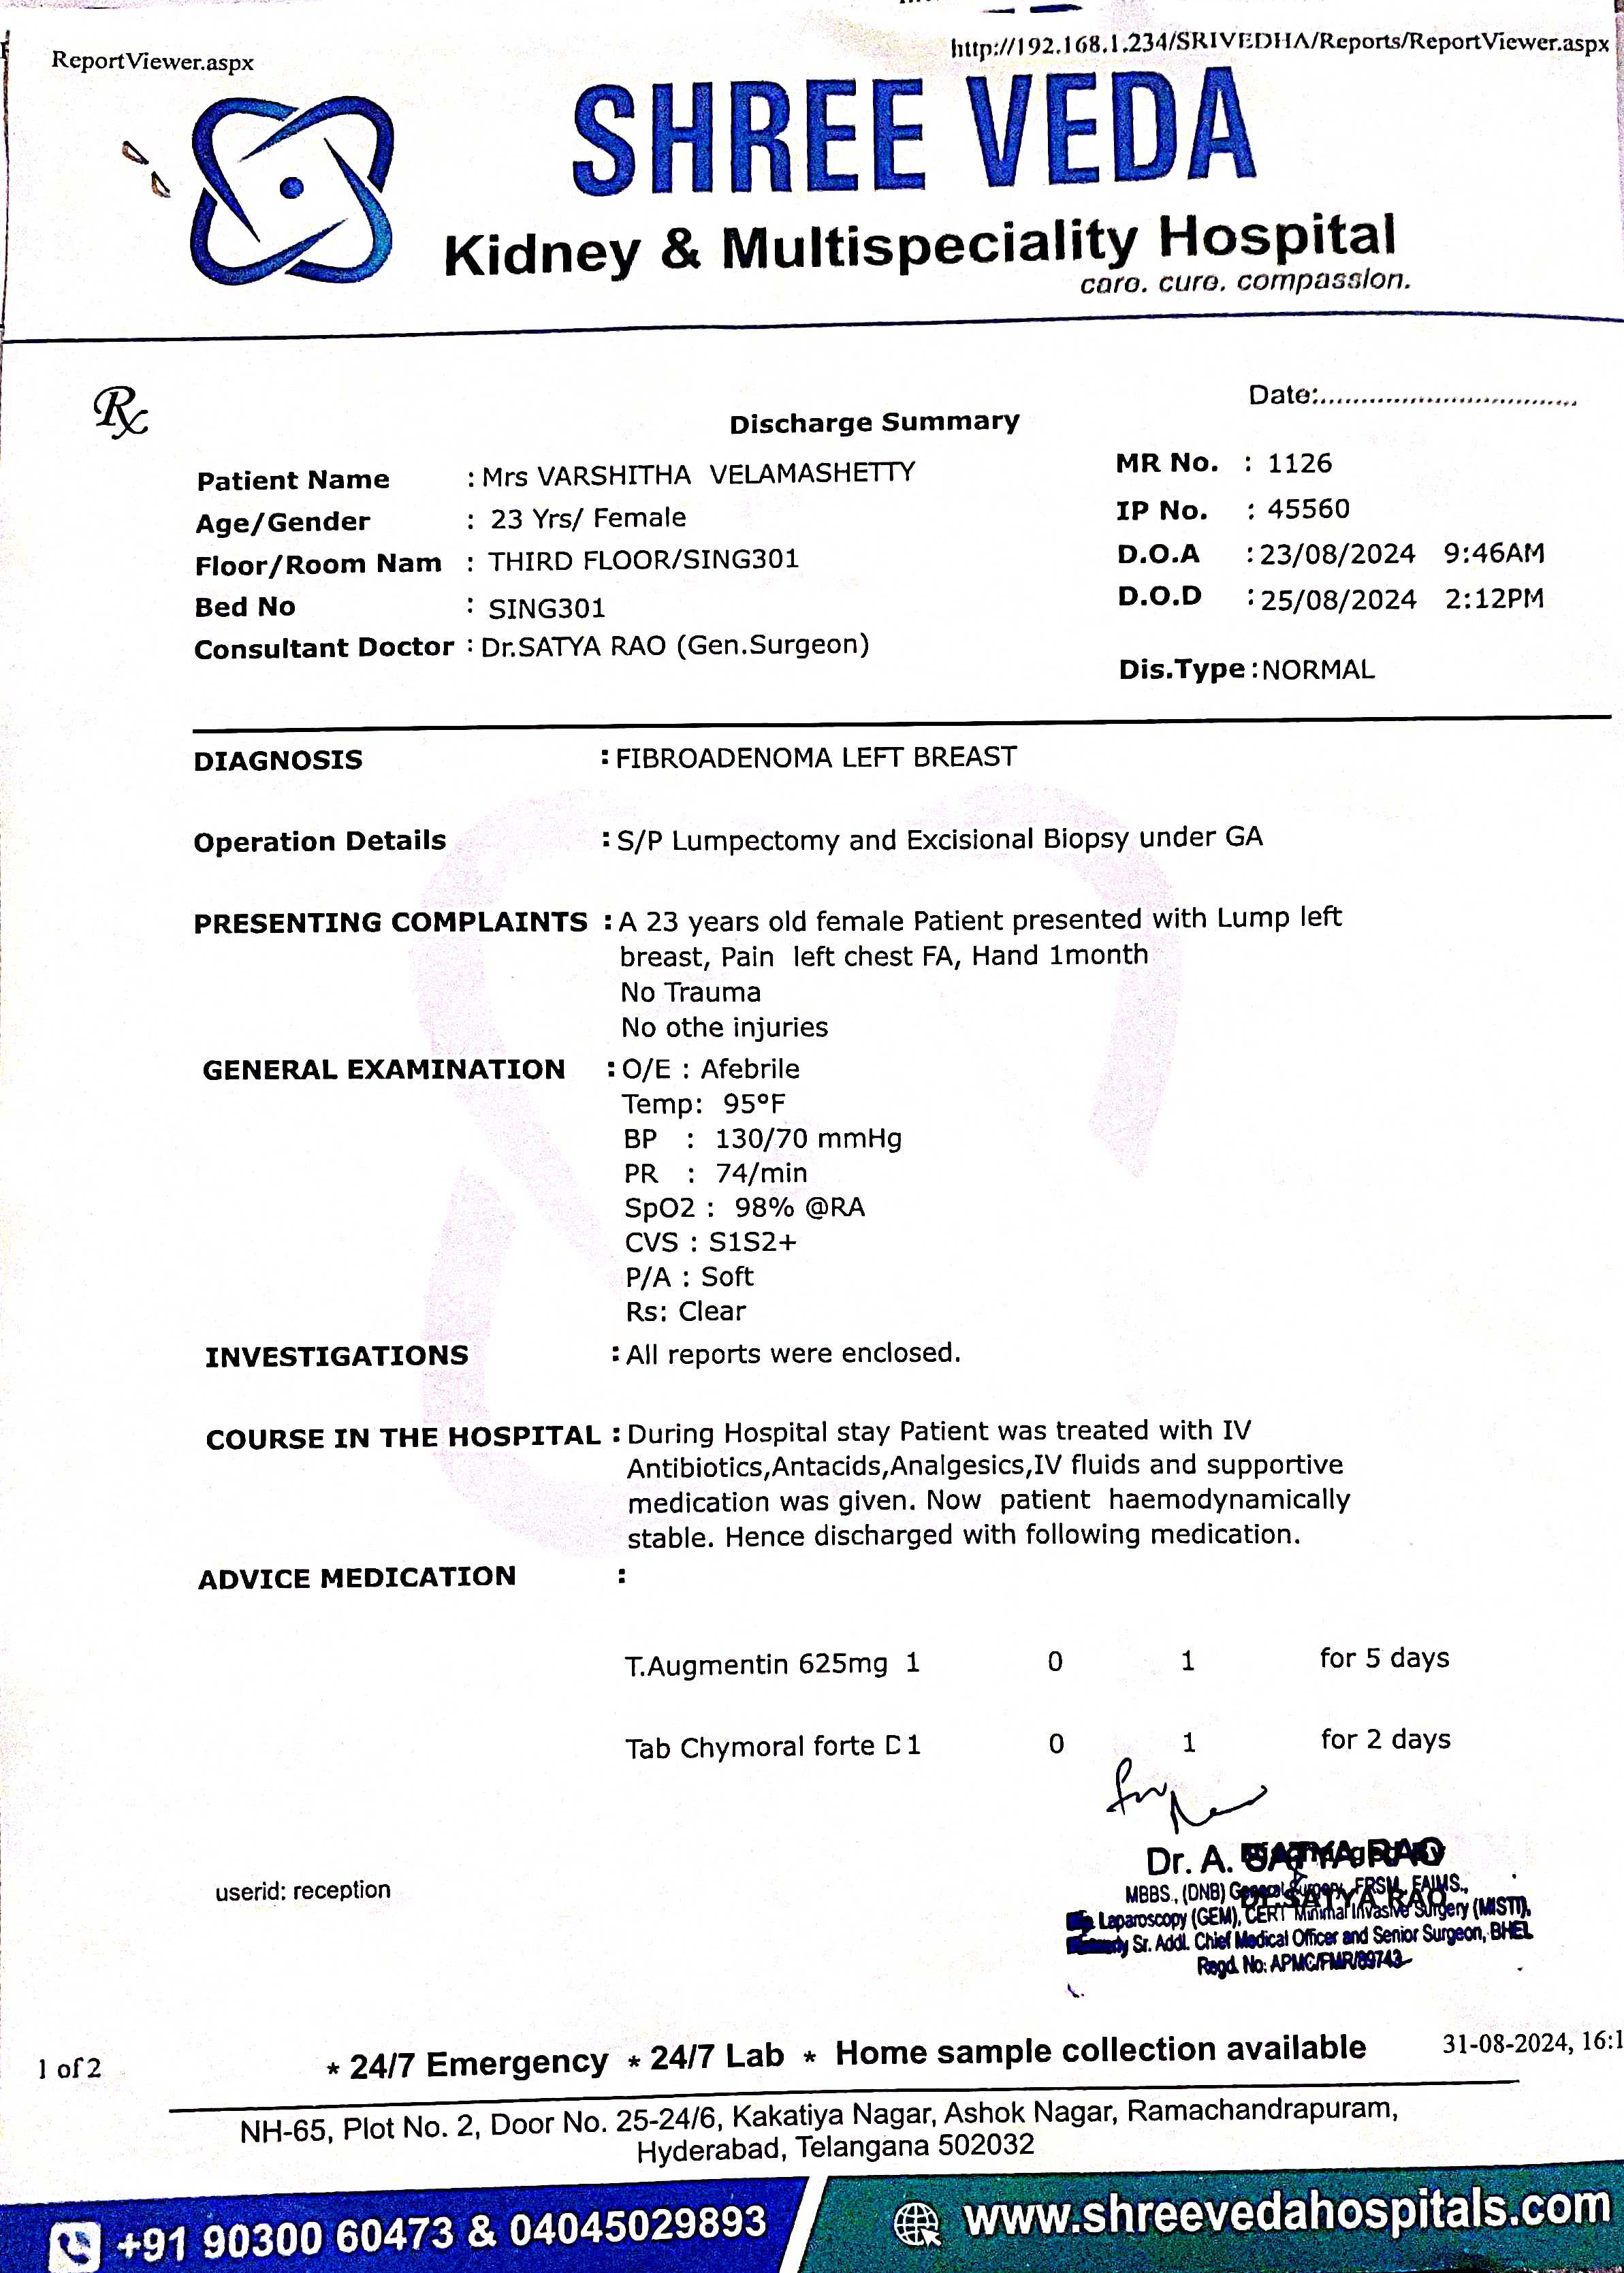 ReportViewer.aspx
http://192.168.1.234/SRIVEDHA/Reports/ReportViewer.aspx
SHREE VEDA
Kidney & Multispeciality Hospital
care. cure. compassion.
Rx
Date:...............................
Discharge Summary
Patient Name : Mrs VARSHITHA VELAMASHETTY
MR No. : 1126
Age/Gender : 23 Yrs/ Female
IP No. : 45560
Floor/Room Nam : THIRD FLOOR/SING301
D.O.A : 23/08/2024 9:46AM
Bed No : SING301
D.O.D : 25/08/2024 2:12PM
Consultant Doctor : Dr.SATYA RAO (Gen.Surgeon)
Dis.Type : NORMAL
DIAGNOSIS : FIBROADENOMA LEFT BREAST
Operation Details : S/P Lumpectomy and Excisional Biopsy under GA
PRESENTING COMPLAINTS : A 23 years old female Patient presented with Lump left
breast, Pain left chest FA, Hand 1month
No Trauma
No othe injuries
GENERAL EXAMINATION : O/E : Afebrile
Temp: 95°F
BP : 130/70 mmHg
PR : 74/min
SpO2 : 98% @RA
CVS : S1S2+
P/A : Soft
Rs: Clear
INVESTIGATIONS : All reports were enclosed.
COURSE IN THE HOSPITAL : During Hospital stay Patient was treated with IV
Antibiotics,Antacids,Analgesics,IV fluids and supportive
medication was given. Now patient haemodynamically
stable. Hence discharged with following medication.
ADVICE MEDICATION :
T.Augmentin 625mg 1 0 1 for 5 days
Tab Chymoral forte D 1 0 1 for 2 days
Dr. A. SATYA RAO
MBBS., (DNB) General Surgery, FRSM, FAIMS.,
Dr SATYA RAO
Laparoscopy (GEM), CERT Minimal Invasive Surgery (MISTI),
Sr. Addl. Chief Medical Officer and Senior Surgeon, BHEL
Regd. No: APMC/FMR/89743
userid: reception
1 of 2
* 24/7 Emergency * 24/7 Lab * Home sample collection available
31-08-2024, 16:1
NH-65, Plot No. 2, Door No. 25-24/6, Kakatiya Nagar, Ashok Nagar, Ramachandrapuram,
Hyderabad, Telangana 502032
+91 90300 60473 & 04045029893
www.shreevedahospitals.com